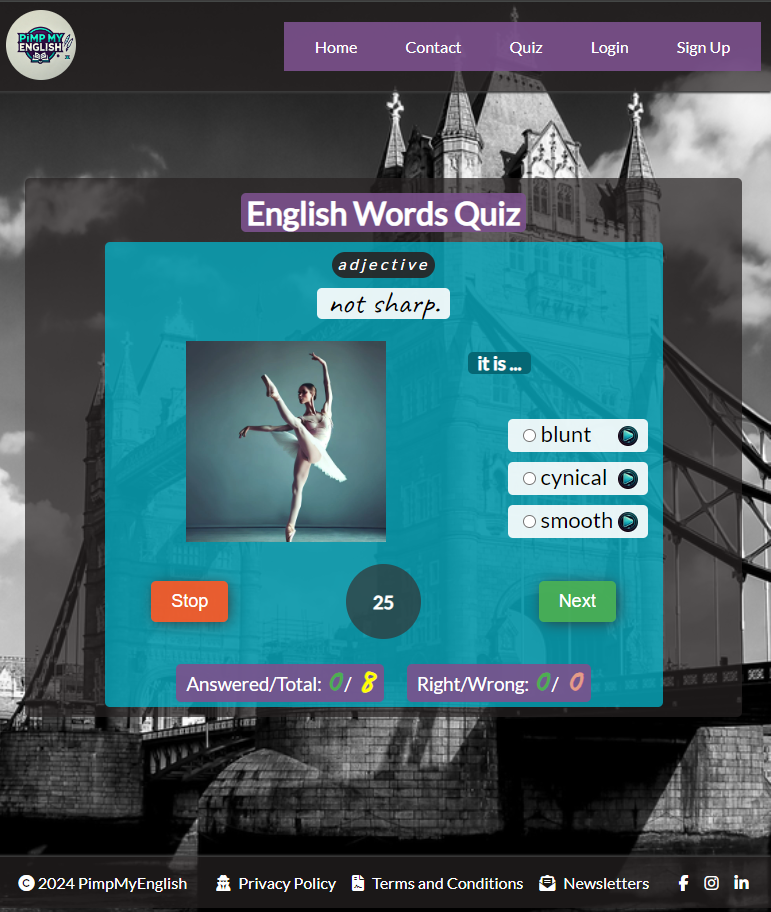 PIMP MY
ENGLISH
Home Contact Quiz Login Sign Up
English Words Quiz
adjective
not sharp.
it is ...
blunt
cynical
smooth
Stop 25 Next
Answered/Total: 0/ 8 Right/Wrong: 0/ 0
© 2024 PimpMyEnglish Privacy Policy Terms and Conditions Newsletters